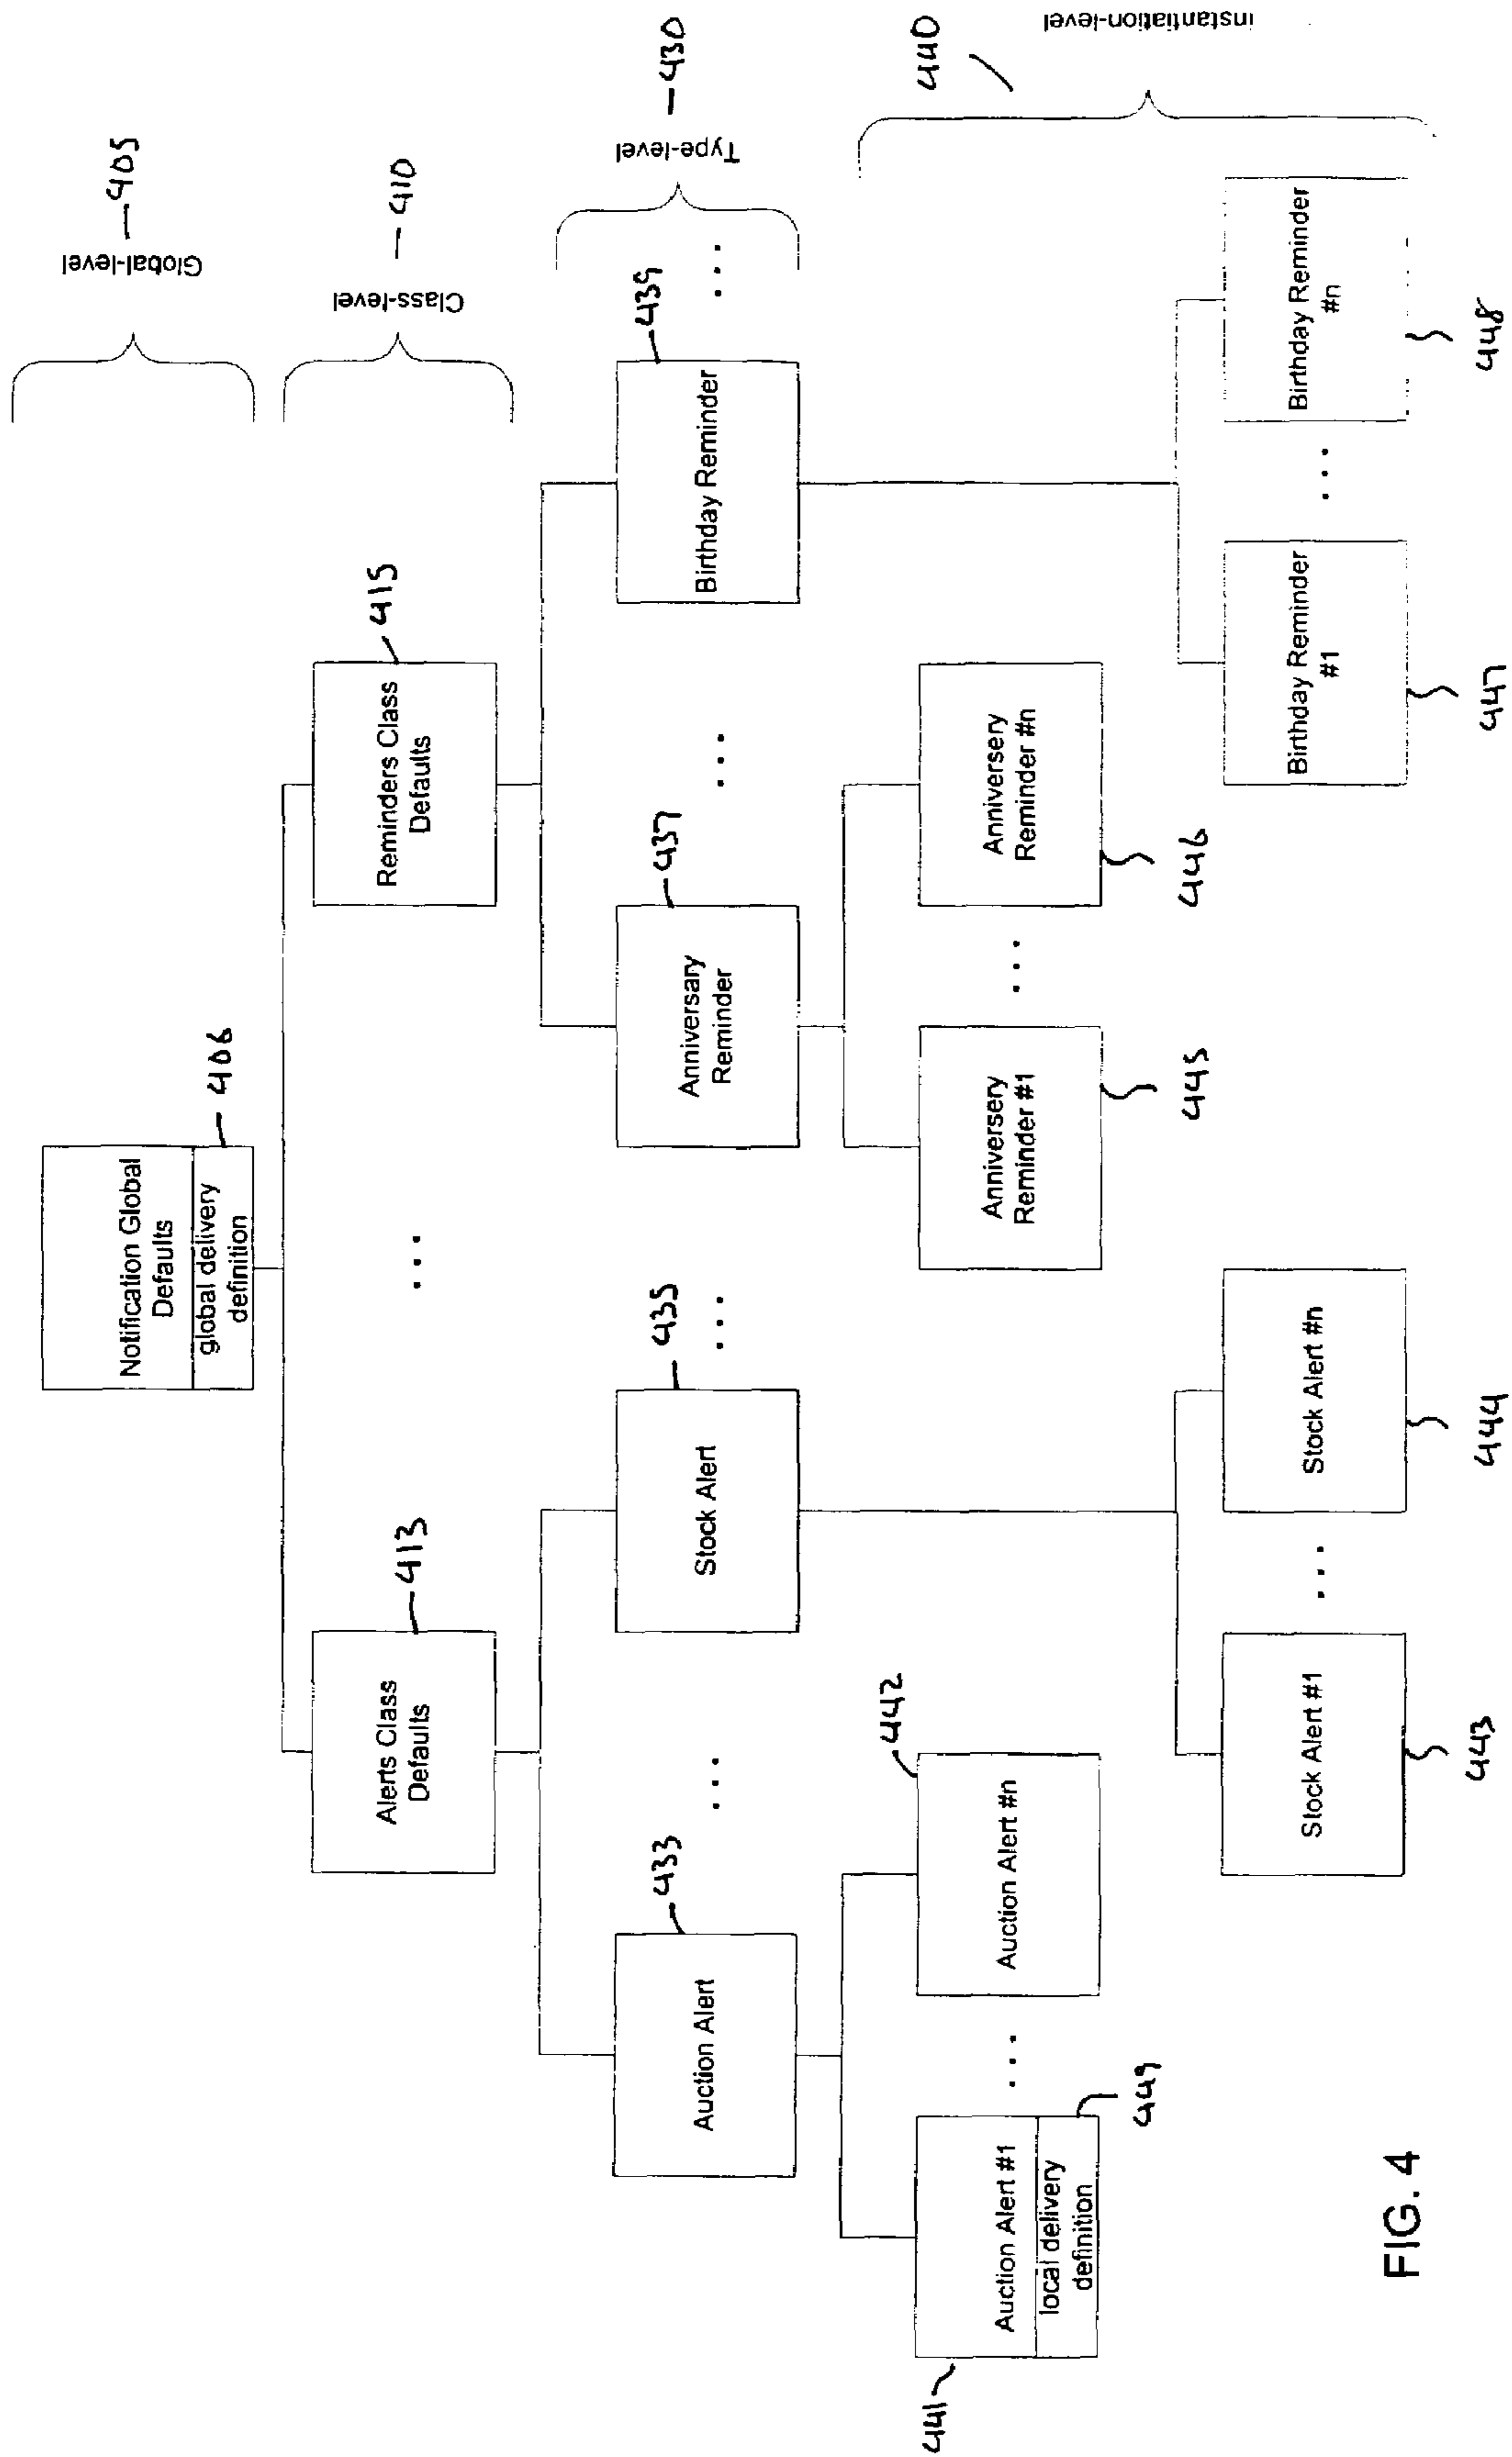 Global-level
405
Class-level
410
Type-level
430
instantiation-level
440
Notification Global
Defaults
global delivery
definition
406
Alerts Class
Defaults
413
...
Reminders Class
Defaults
415
Auction Alert
433
...
Stock Alert
435
...
Anniversary
Reminder
437
...
Birthday Reminder
439
...
Auction Alert #1
local delivery
definition
441
449
...
Auction Alert #n
442
Anniversery
Reminder #1
445
...
Anniversery
Reminder #n
446
Stock Alert #1
443
...
Stock Alert #n
444
Birthday Reminder
#1
447
...
Birthday Reminder
#n
448
FIG. 4